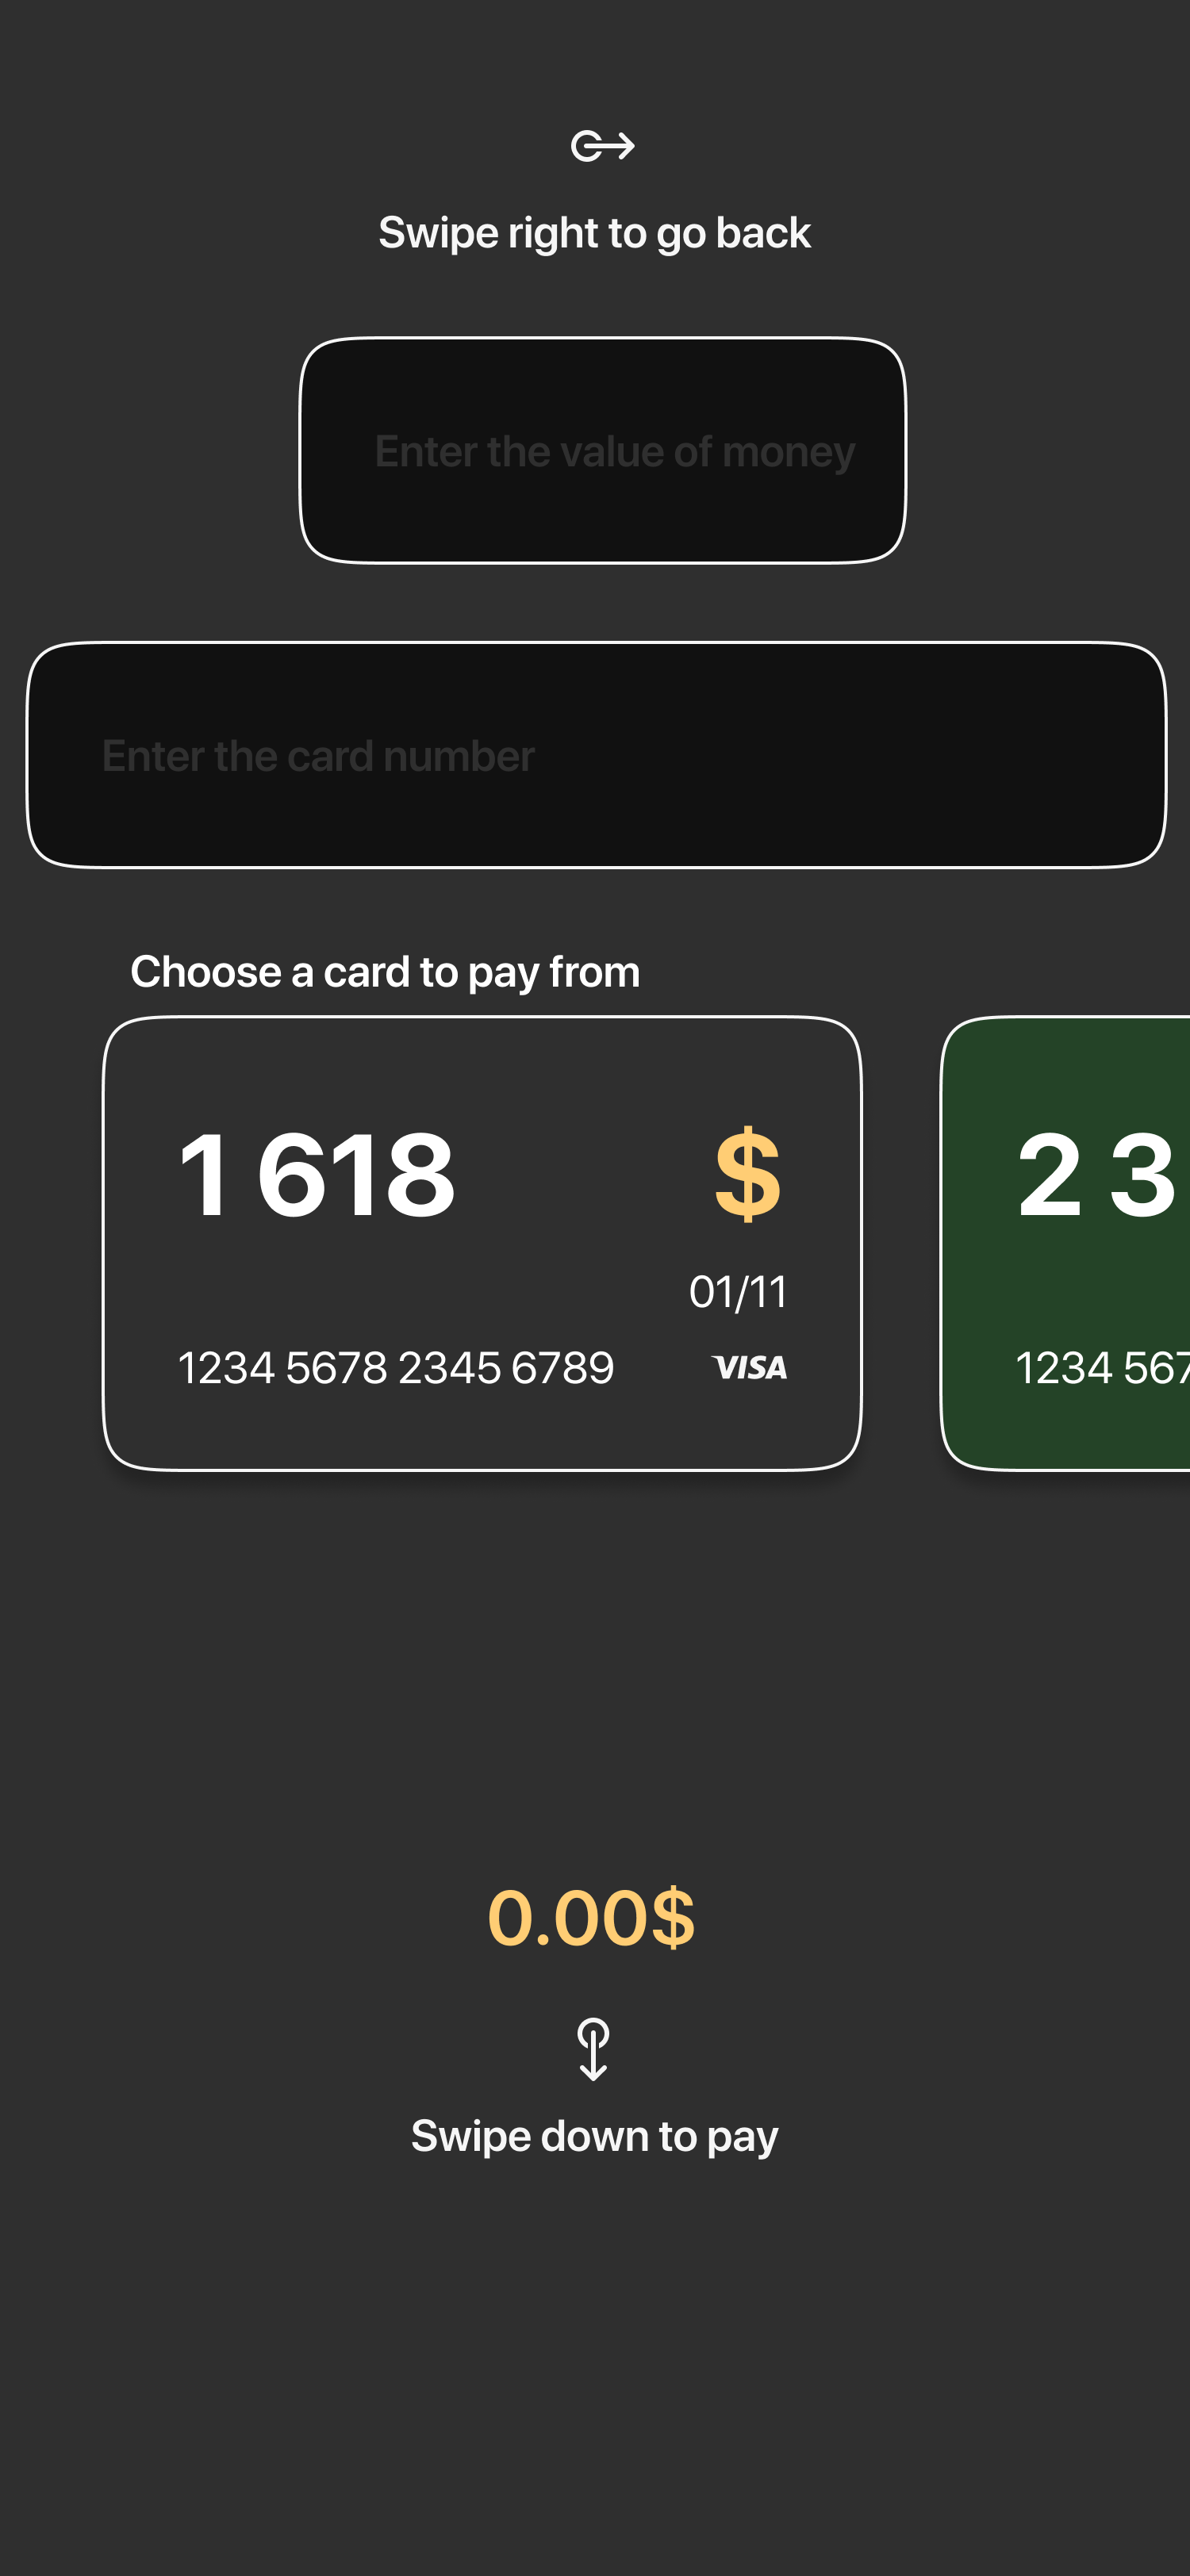 Swipe right to go back
Enter the value of money
Enter the card number
Choose a card to pay from
1 618 $
01/11
1234 5678 2345 6789 VISA
2 3
1234 567
0.00$
Swipe down to pay